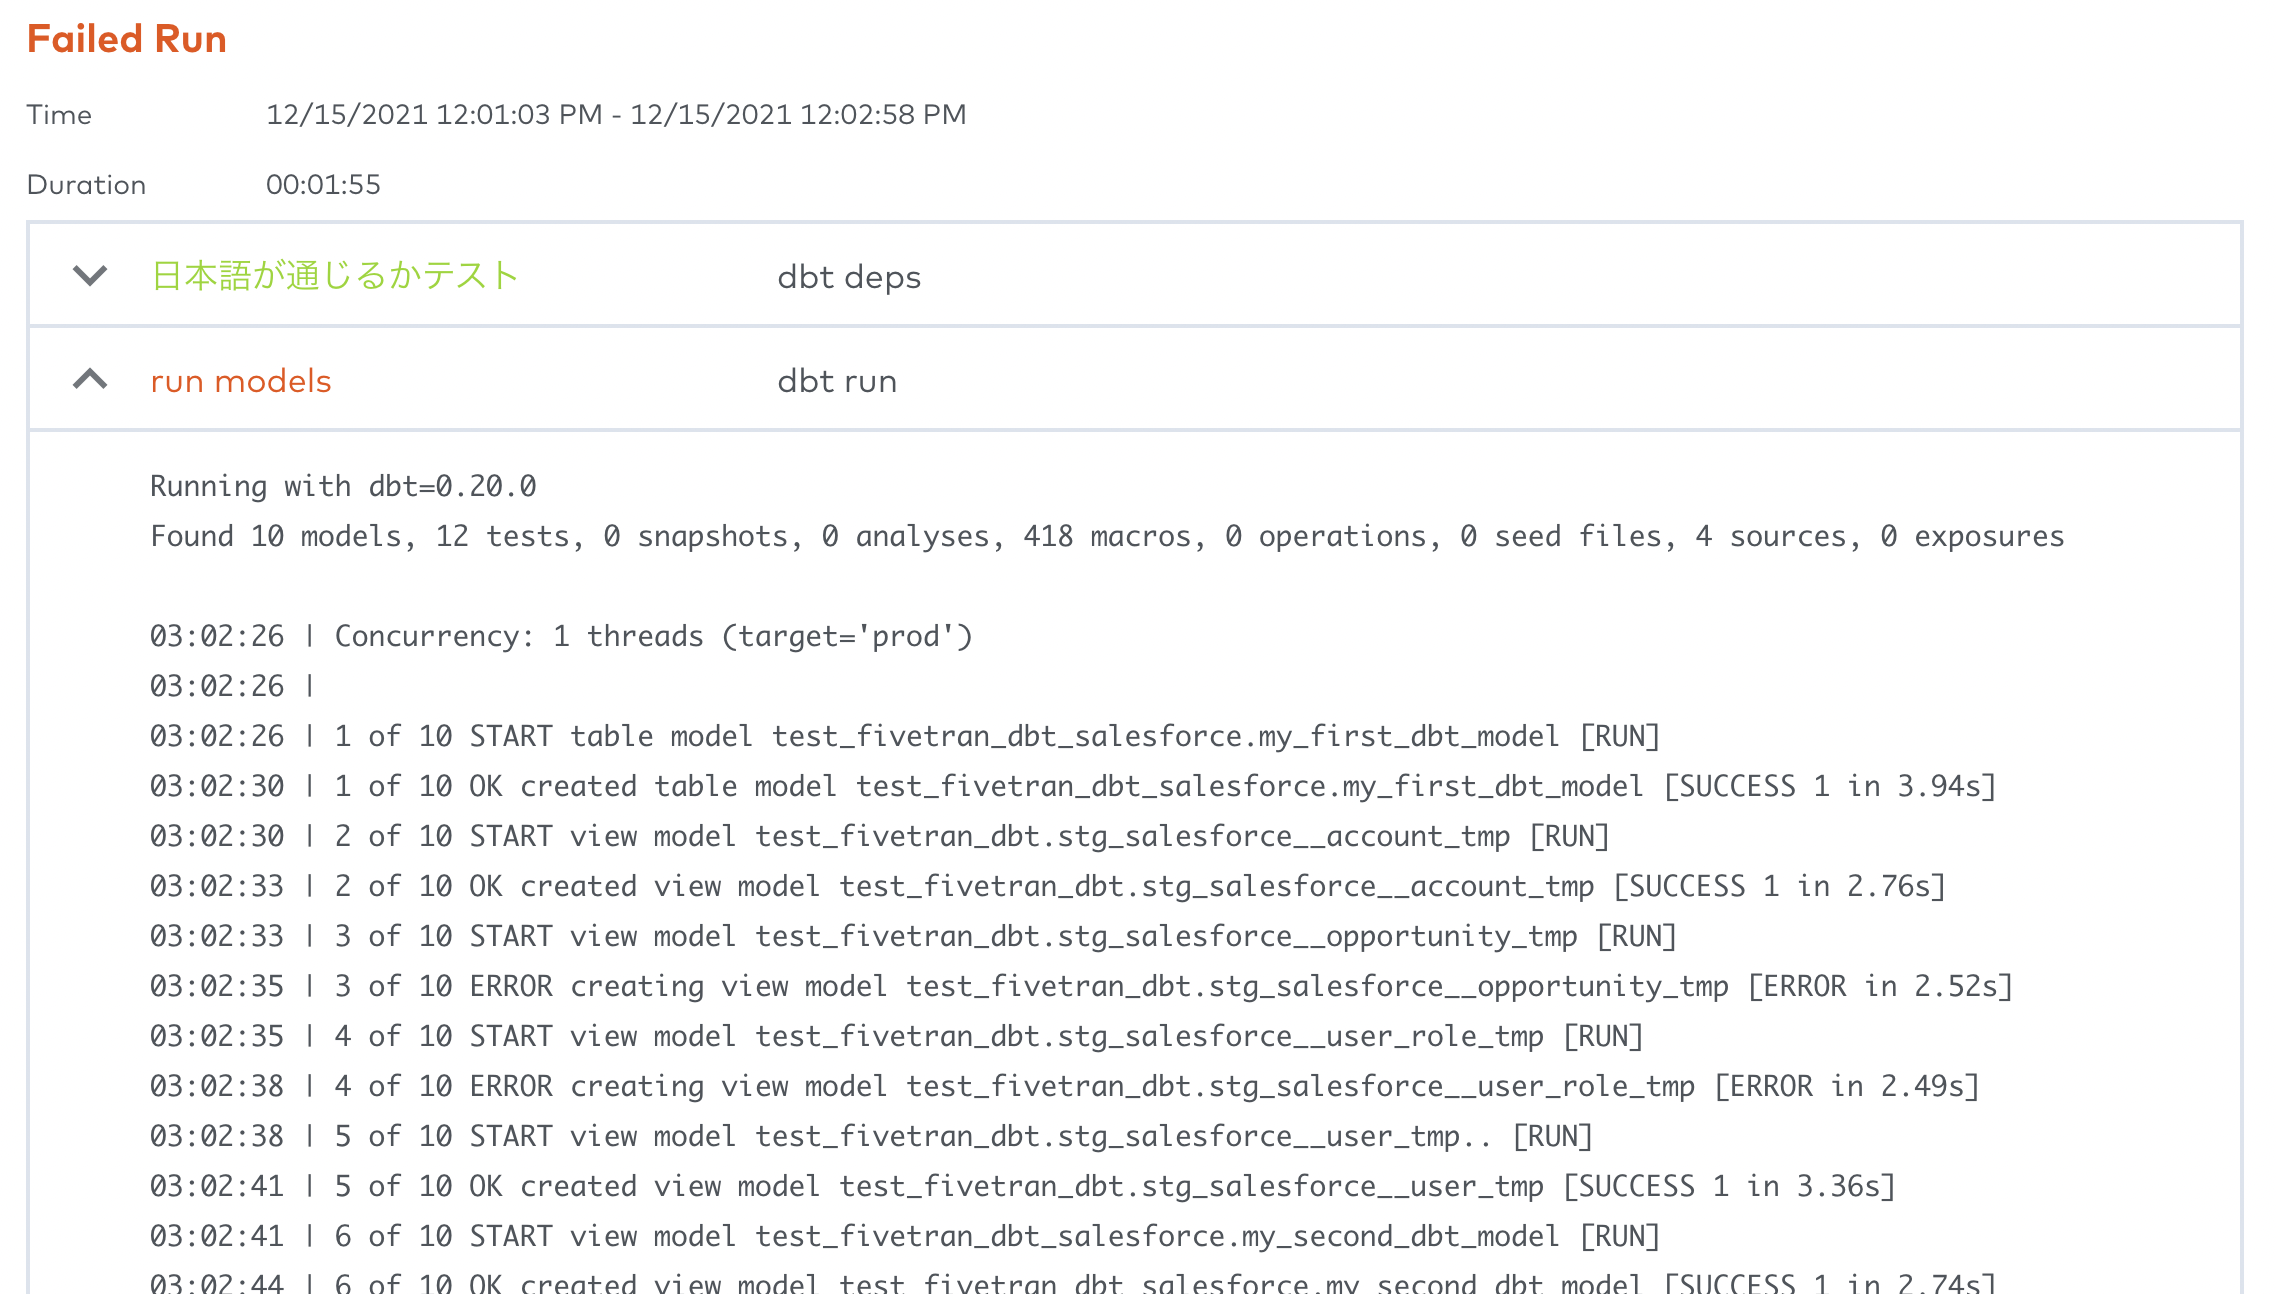 Failed Run
Time 12/15/2021 12:01:03 PM - 12/15/2021 12:02:58 PM
Duration 00:01:55
日本語が通じるかテスト dbt deps
run models dbt run
Running with dbt=0.20.0
Found 10 models, 12 tests, 0 snapshots, 0 analyses, 418 macros, 0 operations, 0 seed files, 4 sources, 0 exposures
03:02:26 | Concurrency: 1 threads (target='prod')
03:02:26 |
03:02:26 | 1 of 10 START table model test_fivetran_dbt_salesforce.my_first_dbt_model [RUN]
03:02:30 | 1 of 10 OK created table model test_fivetran_dbt_salesforce.my_first_dbt_model [SUCCESS 1 in 3.94s]
03:02:30 | 2 of 10 START view model test_fivetran_dbt.stg_salesforce__account_tmp [RUN]
03:02:33 | 2 of 10 OK created view model test_fivetran_dbt.stg_salesforce__account_tmp [SUCCESS 1 in 2.76s]
03:02:33 | 3 of 10 START view model test_fivetran_dbt.stg_salesforce__opportunity_tmp [RUN]
03:02:35 | 3 of 10 ERROR creating view model test_fivetran_dbt.stg_salesforce__opportunity_tmp [ERROR in 2.52s]
03:02:35 | 4 of 10 START view model test_fivetran_dbt.stg_salesforce__user_role_tmp [RUN]
03:02:38 | 4 of 10 ERROR creating view model test_fivetran_dbt.stg_salesforce__user_role_tmp [ERROR in 2.49s]
03:02:38 | 5 of 10 START view model test_fivetran_dbt.stg_salesforce__user_tmp.. [RUN]
03:02:41 | 5 of 10 OK created view model test_fivetran_dbt.stg_salesforce__user_tmp [SUCCESS 1 in 3.36s]
03:02:41 | 6 of 10 START view model test_fivetran_dbt_salesforce.my_second_dbt_model [RUN]
03:02:44 | 6 of 10 OK created view model test_fivetran_dbt_salesforce.my_second_dbt_model [SUCCESS 1 in 2.74s]